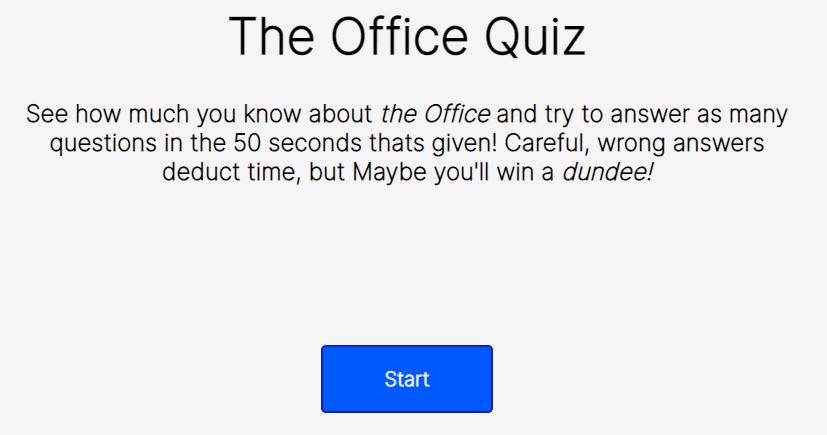 The Office Quiz
See how much you know about the Office and try to answer as many
questions in the 50 seconds thats given! Careful, wrong answers
deduct time, but Maybe you'll win a dundee!
Start